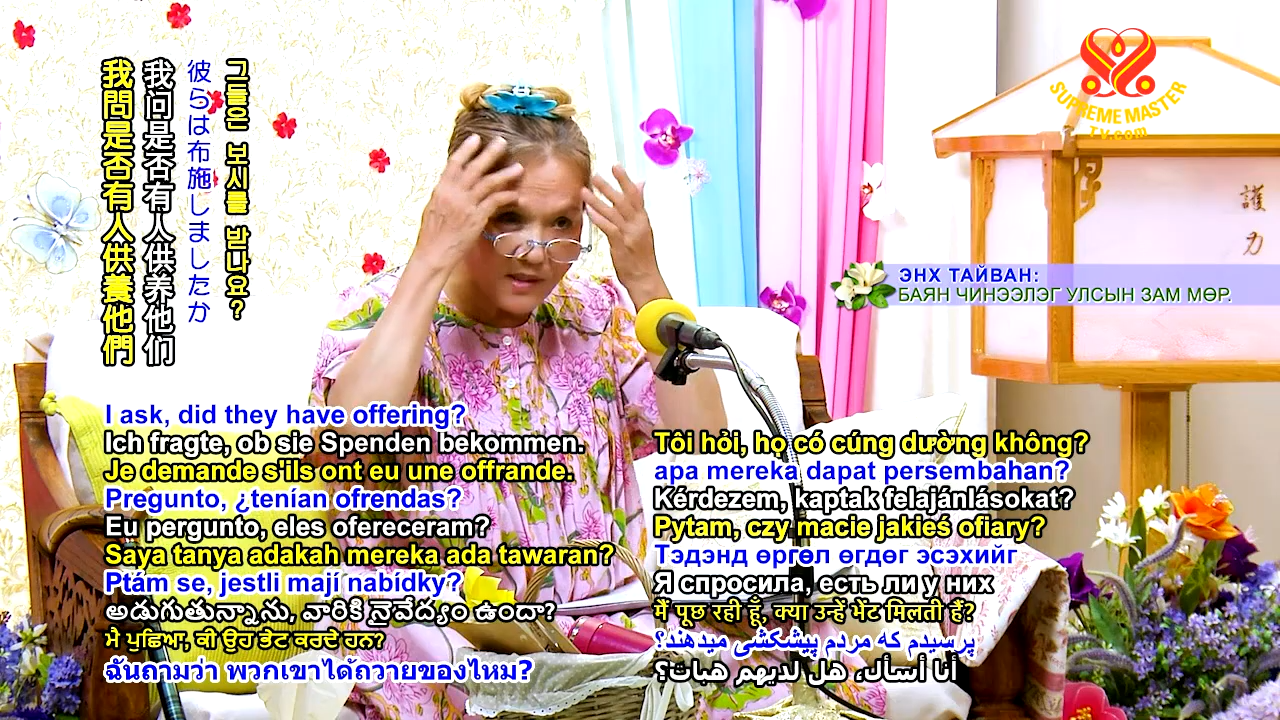 我問是否有人供養他們
我问是否有人供养他们
彼らは布施しましたか
그들은 보시를 받나요?
SUPREME MASTER
TV.com
護力
ЭНХ ТАЙВАН:
БАЯН ЧИНЭЭЛЭГ УЛСЫН ЗАМ МӨР.
I ask, did they have offering?
Ich fragte, ob sie Spenden bekommen.
Je demande s'ils ont eu une offrande.
Pregunto, ¿tenían ofrendas?
Eu pergunto, eles ofereceram?
Saya tanya adakah mereka ada tawaran?
Ptám se, jestli mají nabídky?
అడుగుతున్నాను, వారికి నైవేద్యం ఉందా?
ਮੈਂ ਪੁਛਿਆ, ਕੀ ਉਹ ਭੇਟ ਕਰਦੇ ਹਨ?
ฉันถามว่า พวกเขาได้ถวายของไหม?
Tôi hỏi, họ có cúng dường không?
apa mereka dapat persembahan?
Kérdezem, kaptak felajánlásokat?
Pytam, czy macie jakieś ofiary?
Тэдэнд өргөл өгдөг эсэхийг
Я спросила, есть ли у них
मैं पूछ रही हूँ, क्या उन्हें भेंट मिलती हैं?
پرسیدم که مردم پیشکشی میدهند؟
أنا أسأل، هل لديهم هبات؟